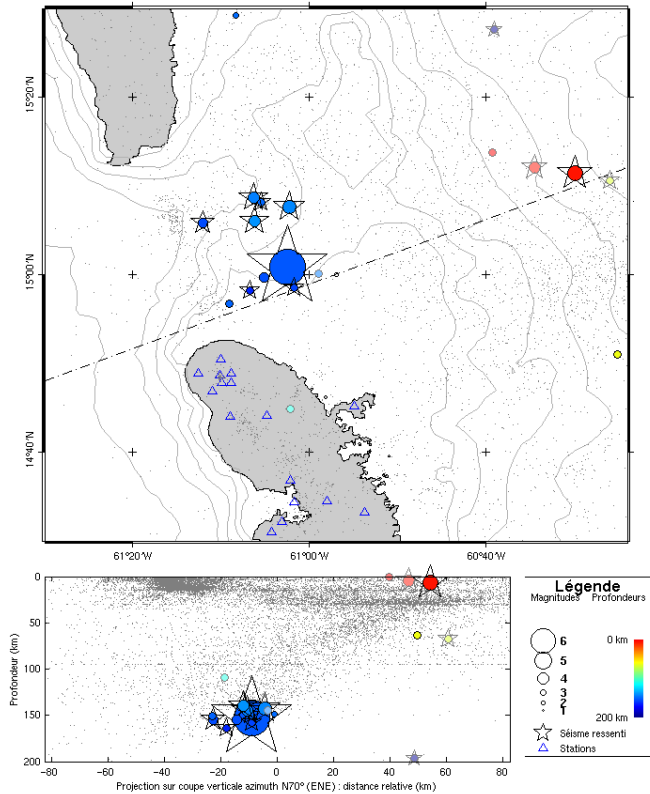 15°20'N
15°00'N
14°40'N
61°20'W
61°00'W
60°40'W
0
50
100
150
200
Profondeur (km)
−80
−60
−40
−20
0
20
40
60
80
Projection sur coupe verticale azimuth N70° (ENE) : distance relative (km)
Légende
Magnitudes
Profondeurs
6
5
4
3
2
1
0 km
200 km
Séisme ressenti
Stations